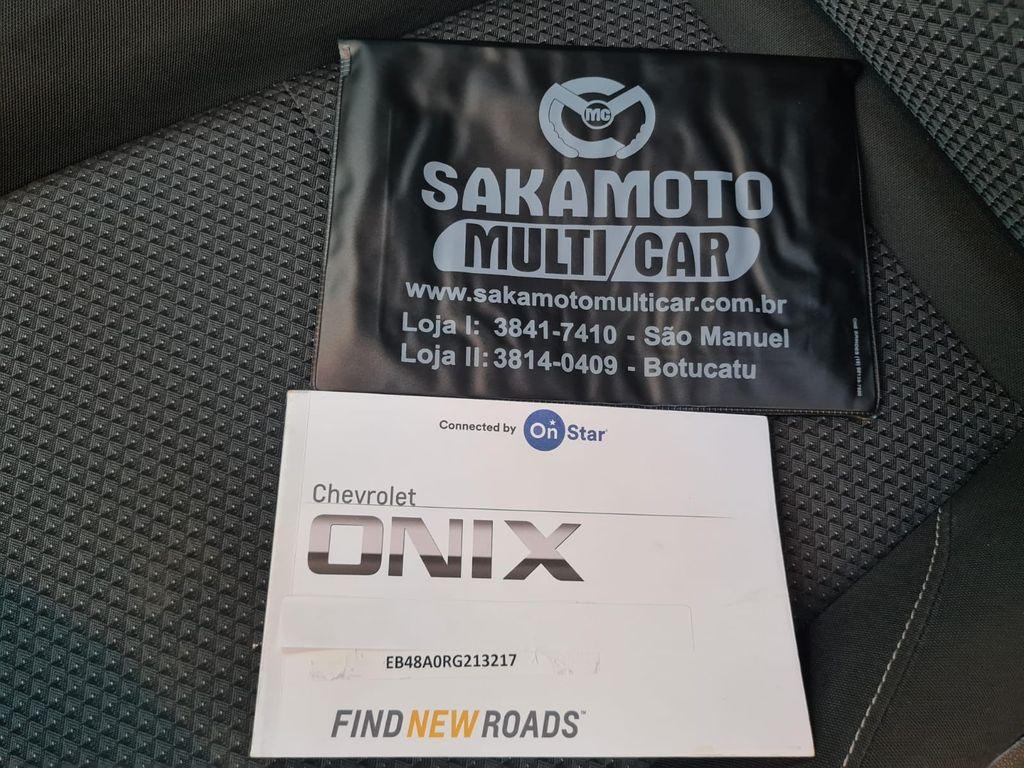 MC
SAKAMOTO
MULTI/CAR
www.sakamotomulticar.com.br
Loja I: 3841-7410 - São Manuel
Loja II: 3814-0409 - Botucatu
Connected by OnStar
Chevrolet
ONIX
EB48A0RG213217
FIND NEW ROADS™